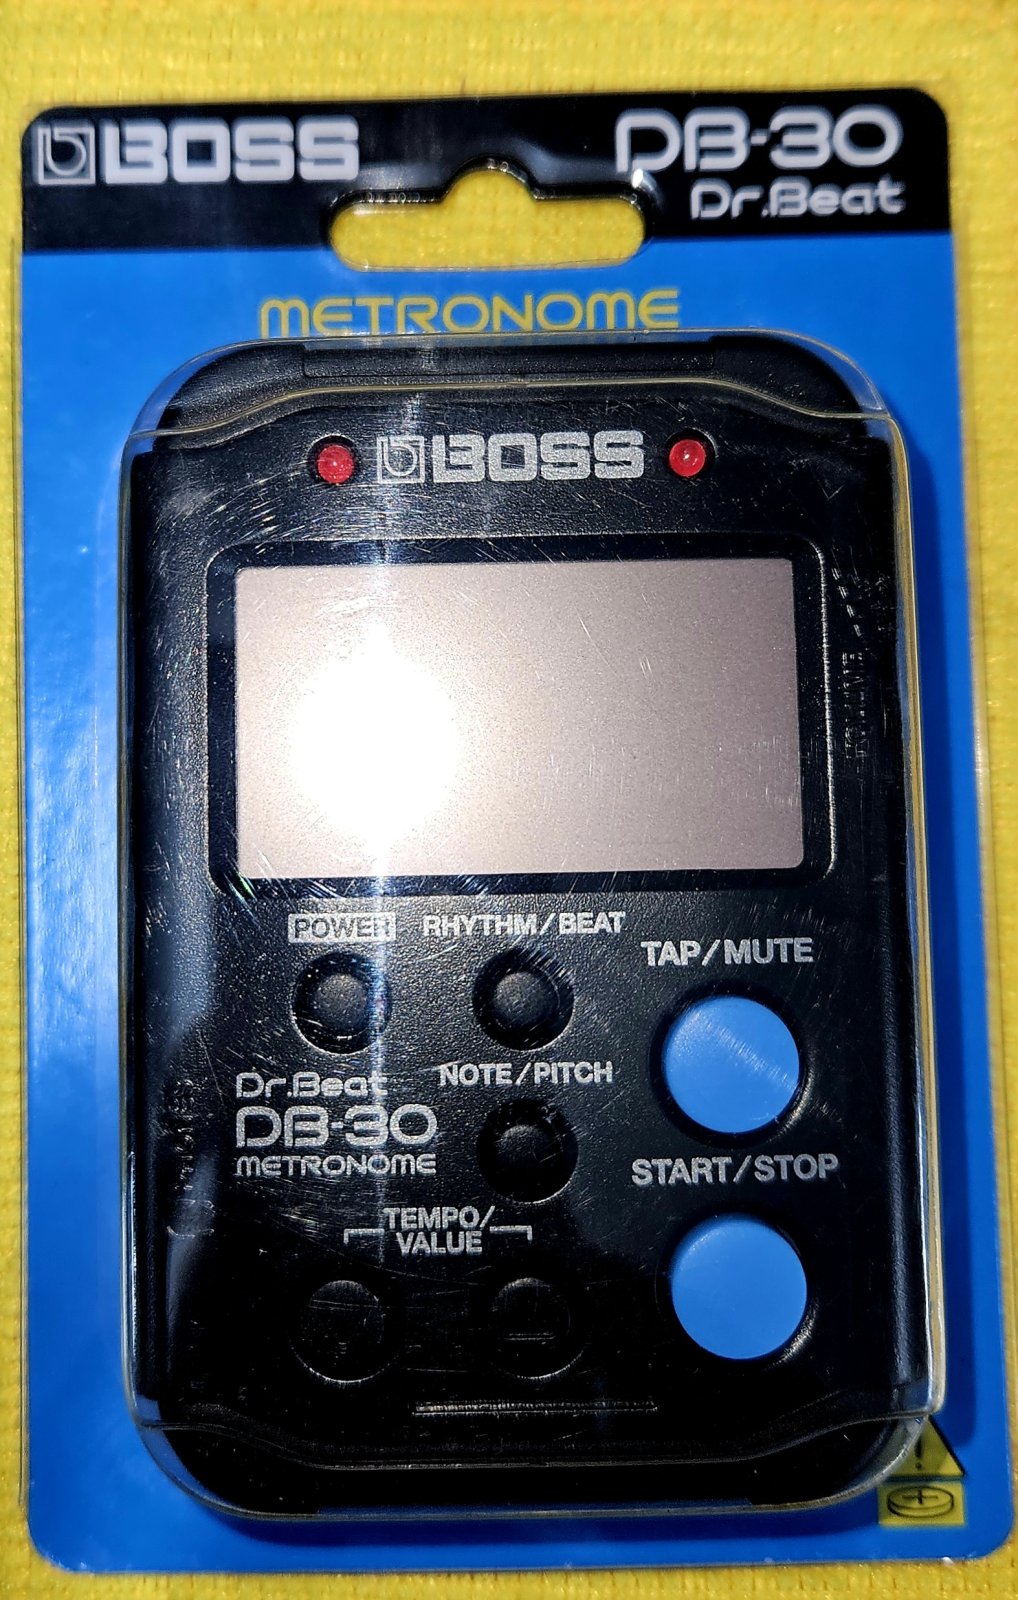 BOSS
DB-30
Dr.Beat
METRONOME
BOSS
VOLUME
POWER
RHYTHM/BEAT
TAP/MUTE
NOTE/PITCH
Dr.Beat
DB-30
METRONOME
START/STOP
TEMPO/
VALUE